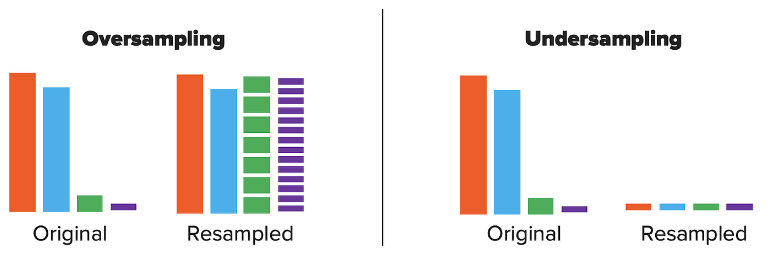 Oversampling
Original
Resampled
Undersampling
Original
Resampled